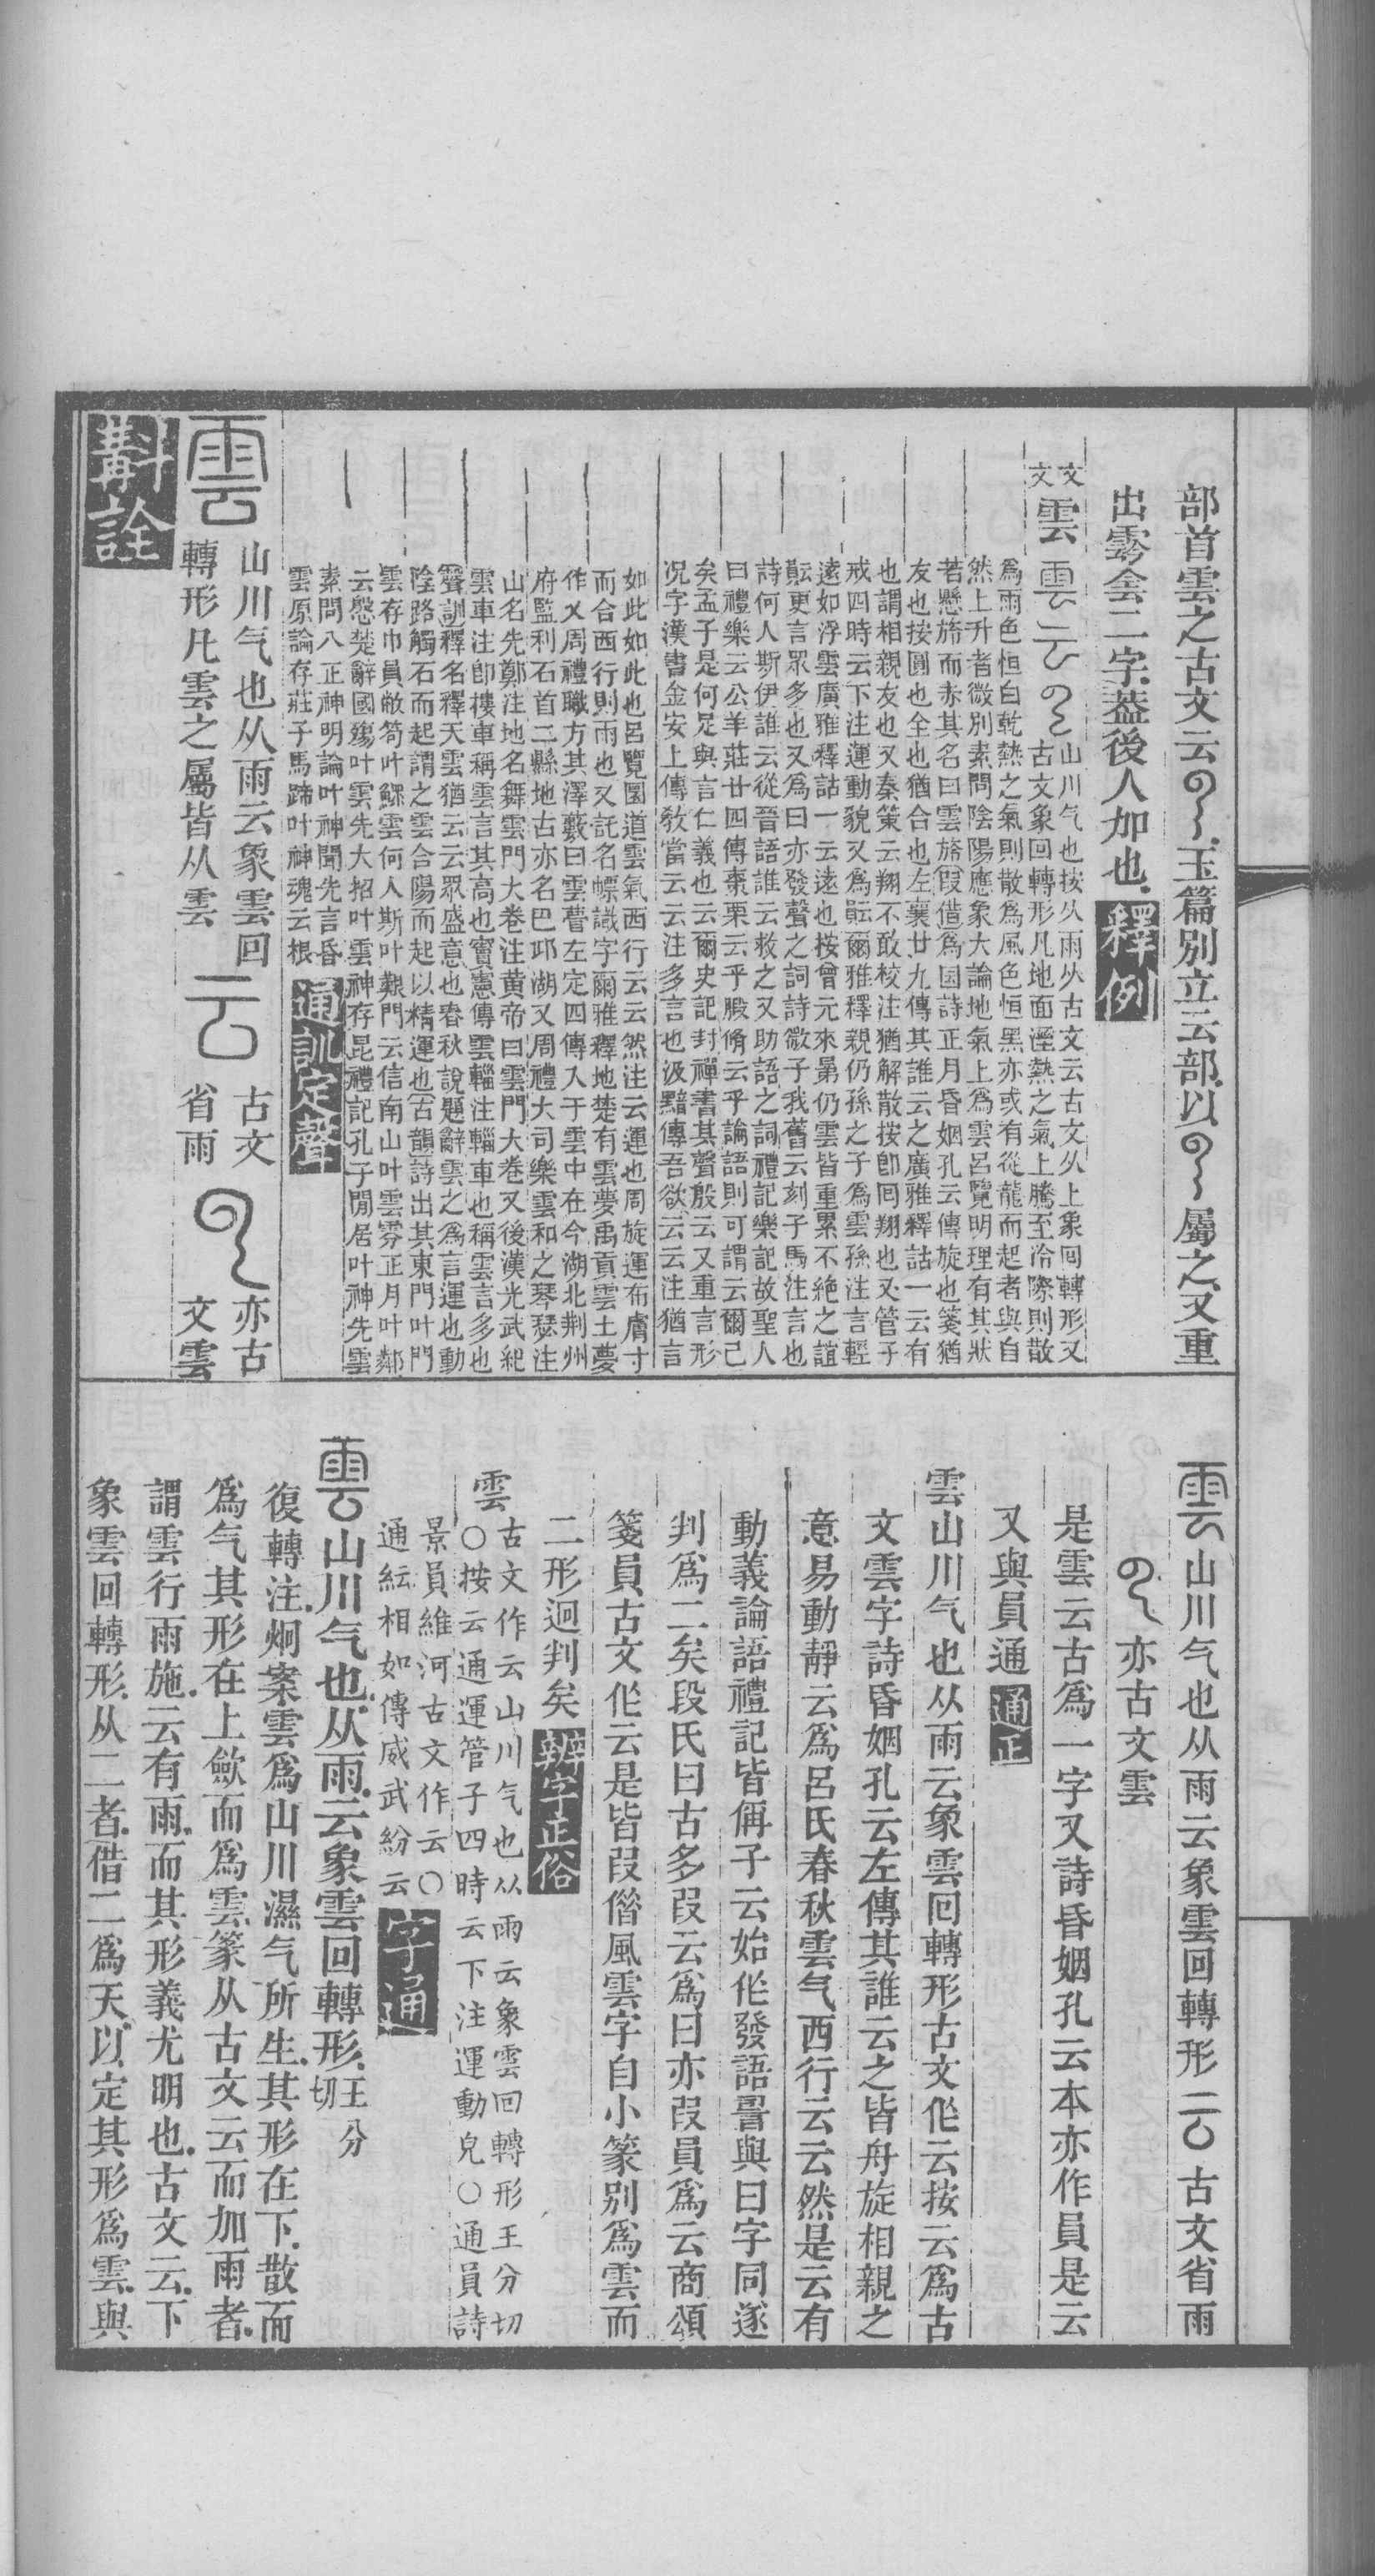 部首雲之古文云𠄔玉篇別立云部以𠄔屬之又重
出雺会二字葢後人加也釋例
文文
雲
山川气也按从雨从古文云古文从上象囘轉形又
古文象回轉形凡地面溼熱之氣上騰至冷際則散
爲雨色恒白乾熱之氣則散爲風色恒黑亦或有從龍而起者與自
然上升者微別素問陰陽應象大論地氣上爲雲呂覽明理有其狀
若懸旍而赤其名曰雲旍叚借爲囩詩正月昏姻孔云傳旋也箋猶
友也按圓也全也猶合也左襄廿九傳其誰云之廣雅釋詁一云有
也謂相親友也又秦策云翔不敢校注猶解散按卽囘翔也又管子
戒四時云下注運動貌又爲䢵爾雅釋親仍孫之子爲雲孫注言輕
遠如浮雲廣雅釋詁一云遠也按曾元來晜仍雲皆重累不絶之誼
䢵更言眾多也又爲曰亦發聲之詞詩微子我舊云刻子馬注言也
詩何人斯伊誰云從晉語誰云救之又助語之詞禮記樂記故聖人
曰禮樂云公羊莊廿四傳棗栗云乎殿脩云乎論語則可謂云爾已
矣孟子是何足與言仁義也云爾史記封禪書其聲殷云又重言形
況字漢書金安上傳敎當云云注多言也汲黯傳吾欲云云注猶言
如此如此也呂覽圜道雲氣西行云云然注云運也周旋運布膚寸
而合西行則雨也又託名幖識字爾雅釋地楚有雲夢禹貢雲土夢
作乂周禮職方其澤藪曰雲瞢左定四傳入于雲中在今湖北荆州
府監利石首二縣地古亦名巴邱湖又周禮大司樂雲和之琴瑟注
山名先鄭注地名舞雲門大卷注黄帝曰雲門大卷又後漢光武紀
雲車注卽樓車稱雲言其高也竇憲傳雲輜注輜車也稱雲言多也
聲訓釋名釋天雲猶云云眾盛意也春秋說題辭雲之爲言運也動
陰路觸石而起謂之雲合陽而起以精運也古韻詩出其東門叶門
雲存巾員敝笱叶鰥雲何人斯叶艱門云信南山叶雲雰正月叶鄰
云慇楚辭國殤叶雲先大招叶雲神存昆禮記孔子閒居叶神先雲
素問八正神明論叶神聞先言昏
雲原論存莊子馬蹄叶神魂云根通訓定聲
雲
山川气也从雨云象雲回
轉形凡雲之屬皆从雲
云
古文
省雨
亦古
文雲
斠詮
雲山川气也从雨云象雲回轉形云古文省雨
亦古文雲
是雲云古爲一字又詩昏姻孔云本亦作員是云
又與員通通正
雲山川气也从雨云象雲回轉形古文作云按云爲古
文雲字詩昏姻孔云左傳其誰云之皆舟旋相親之
意易動靜云爲呂氏春秋雲气西行云云然是云有
動義論語禮記皆偁子云始作發語㬰與曰字同遂
判爲二矣段氏曰古多叚云爲曰亦叚員爲云商頌
箋員古文作云是皆叚偺風雲字自小篆別爲雲而
二形迥判矣辨字正俗
雲
古文作云山川气也从雨云象雲回轉形王分切
○按云通運管子四時云下注運動皃○通員詩
景員維河古文作云○
通紜相如傳威武紛云字通
雲山川气也从雨云象雲回轉形王分切
復轉注炯案雲爲山川濕气所生其形在下散而
爲气其形在上歛而爲雲篆从古文云而加雨者
謂雲行雨施云有雨而其形義尤明也古文云下
象雲回轉形从二者借二爲天以定其形爲雲與